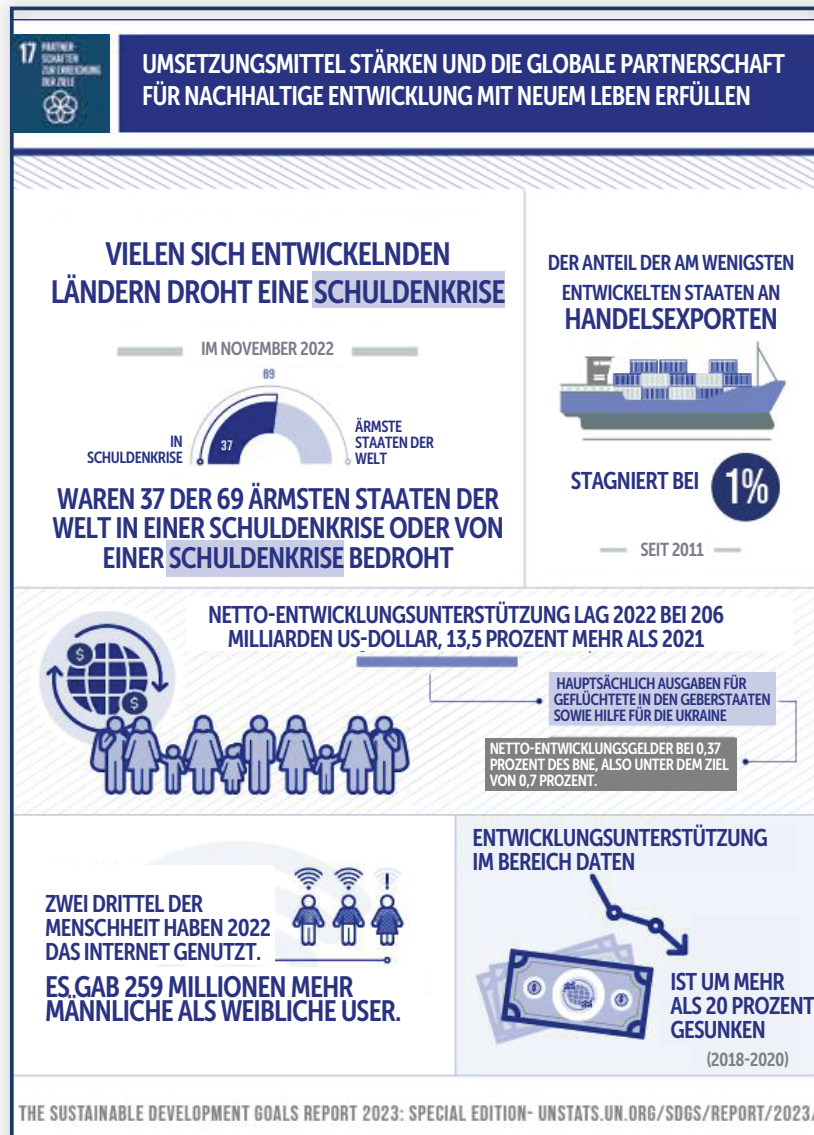 17 PARTNER-
SCHAFTEN
ZUR ERREICHUNG
DER ZIELE
UMSETZUNGSMITTEL STÄRKEN UND DIE GLOBALE PARTNERSCHAFT
FÜR NACHHALTIGE ENTWICKLUNG MIT NEUEM LEBEN ERFÜLLEN
VIELEN SICH ENTWICKELNDEN
LÄNDERN DROHT EINE SCHULDENKRISE
IM NOVEMBER 2022
69
37
IN
SCHULDENKRISE
ÄRMSTE
STAATEN DER
WELT
WAREN 37 DER 69 ÄRMSTEN STAATEN DER
WELT IN EINER SCHULDENKRISE ODER VON
EINER SCHULDENKRISE BEDROHT
DER ANTEIL DER AM WENIGSTEN
ENTWICKELTEN STAATEN AN
HANDELSEXPORTEN
STAGNIERT BEI 1%
SEIT 2011
NETTO-ENTWICKLUNGSUNTERSTÜTZUNG LAG 2022 BEI 206
MILLIARDEN US-DOLLAR, 13,5 PROZENT MEHR ALS 2021
$
$
HAUPTSÄCHLICH AUSGABEN FÜR
GEFLÜCHTETE IN DEN GEBERSTAATEN
SOWIE HILFE FÜR DIE UKRAINE
NETTO-ENTWICKLUNGSGELDER BEI 0,37
PROZENT DES BNE, ALSO UNTER DEM ZIEL
VON 0,7 PROZENT.
ZWEI DRITTEL DER
MENSCHHEIT HABEN 2022
DAS INTERNET GENUTZT.
ES GAB 259 MILLIONEN MEHR
MÄNNLICHE ALS WEIBLICHE USER.
ENTWICKLUNGSUNTERSTÜTZUNG
IM BEREICH DATEN
IST UM MEHR
ALS 20 PROZENT
GESUNKEN
(2018-2020)
THE SUSTAINABLE DEVELOPMENT GOALS REPORT 2023: SPECIAL EDITION- UNSTATS.UN.ORG/SDGS/REPORT/2023/